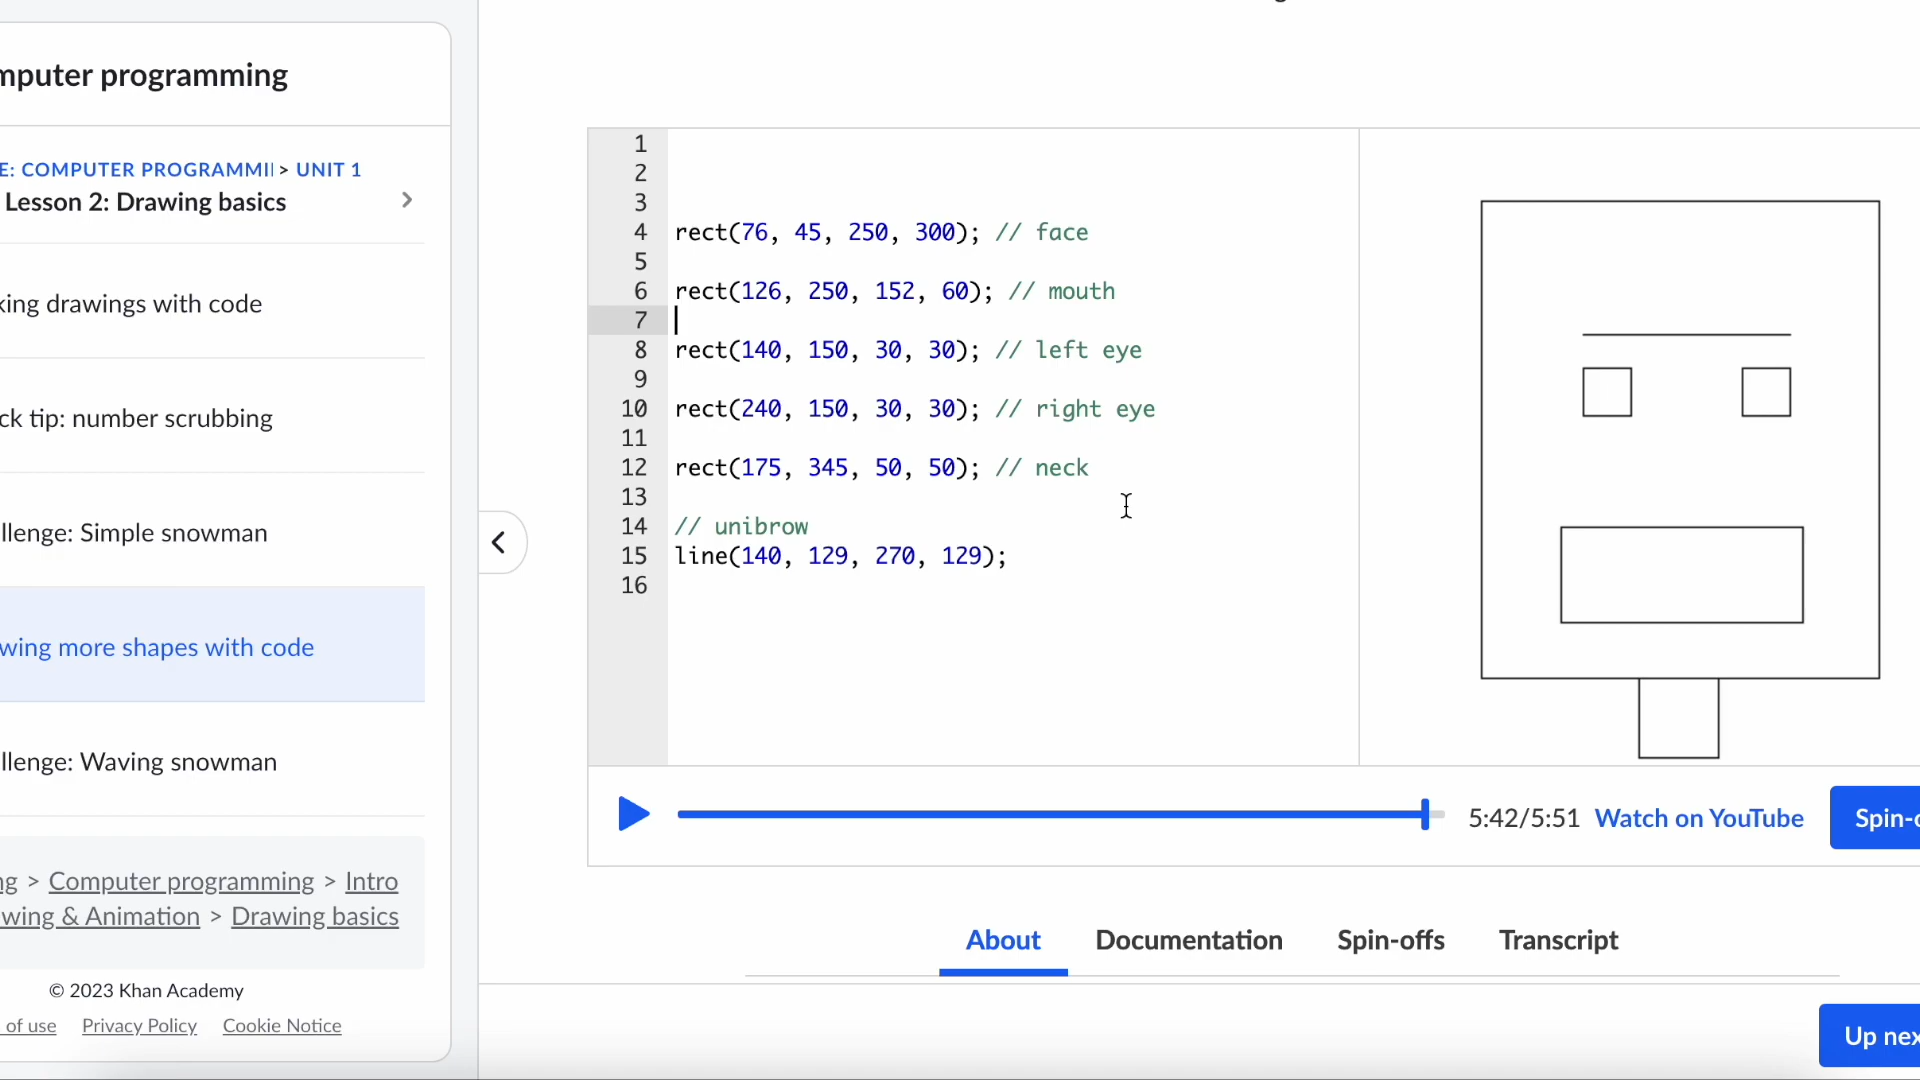 mputer programming
E: COMPUTER PROGRAMMI > UNIT 1
Lesson 2: Drawing basics
king drawings with code
ck tip: number scrubbing
llenge: Simple snowman
wing more shapes with code
llenge: Waving snowman
ng > Computer programming > Intro
wing & Animation > Drawing basics
© 2023 Khan Academy
of use Privacy Policy Cookie Notice
1
2
3
4 rect(76, 45, 250, 300); // face
5
6 rect(126, 250, 152, 60); // mouth
7
8 rect(140, 150, 30, 30); // left eye
9
10 rect(240, 150, 30, 30); // right eye
11
12 rect(175, 345, 50, 50); // neck
13
14 // unibrow
15 line(140, 129, 270, 129);
16
5:42/5:51 Watch on YouTube Spin-o
About Documentation Spin-offs Transcript
Up nex